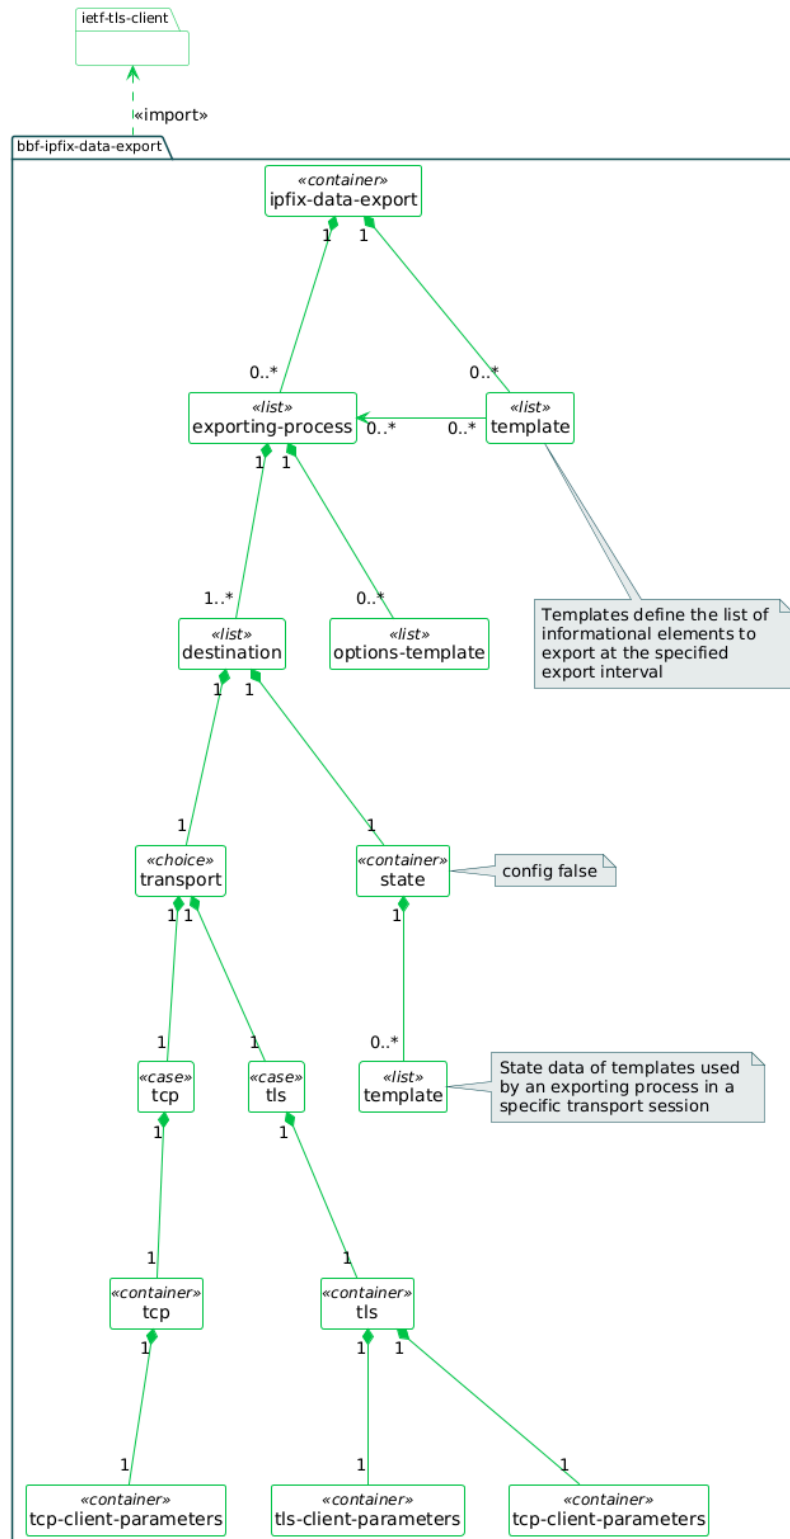 ietf-tls-client
«import»
bbf-ipfix-data-export
«container»
ipfix-data-export
1
1
0..*
0..*
«list»
exporting-process
0..*
0..*
«list»
template
1
1
Templates define the list of
informational elements to
export at the specified
export interval
1..*
0..*
«list»
destination
«list»
options-template
1
1
1
1
«choice»
transport
«container»
state
config false
1
1
1
1
1
0..*
«case»
tcp
«case»
tls
«list»
template
State data of templates used
by an exporting process in a
specific transport session
1
1
1
1
«container»
tcp
«container»
tls
1
1
1
1
1
1
«container»
tcp-client-parameters
«container»
tls-client-parameters
«container»
tcp-client-parameters